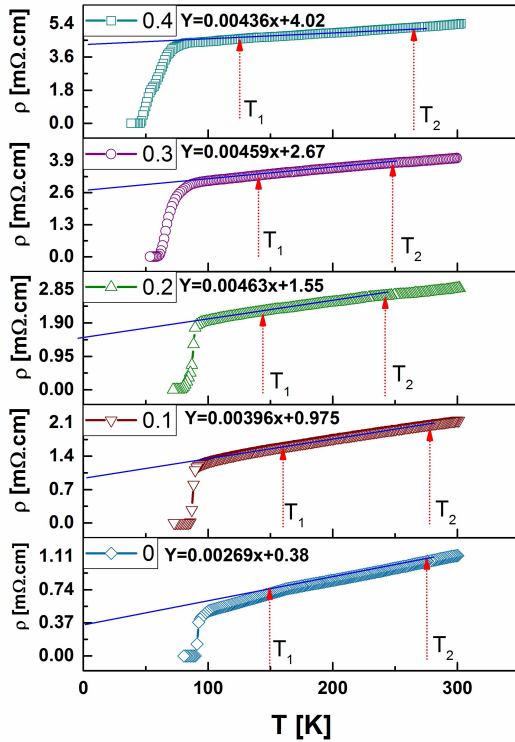 0.4 Y=0.00436x+4.02
5.4
3.6
1.8
0.0
ρ [mΩ.cm]
T1
T2
0.3 Y=0.00459x+2.67
3.9
2.6
1.3
0.0
ρ [mΩ.cm]
T1
T2
0.2 Y=0.00463x+1.55
2.85
1.90
0.95
0.00
ρ [mΩ.cm]
T1
T2
0.1 Y=0.00396x+0.975
2.1
1.4
0.7
0.0
ρ [mΩ.cm]
T1
T2
0 Y=0.00269x+0.38
1.11
0.74
0.37
0.00
ρ [mΩ.cm]
T1
T2
0 100 200 300
T [K]